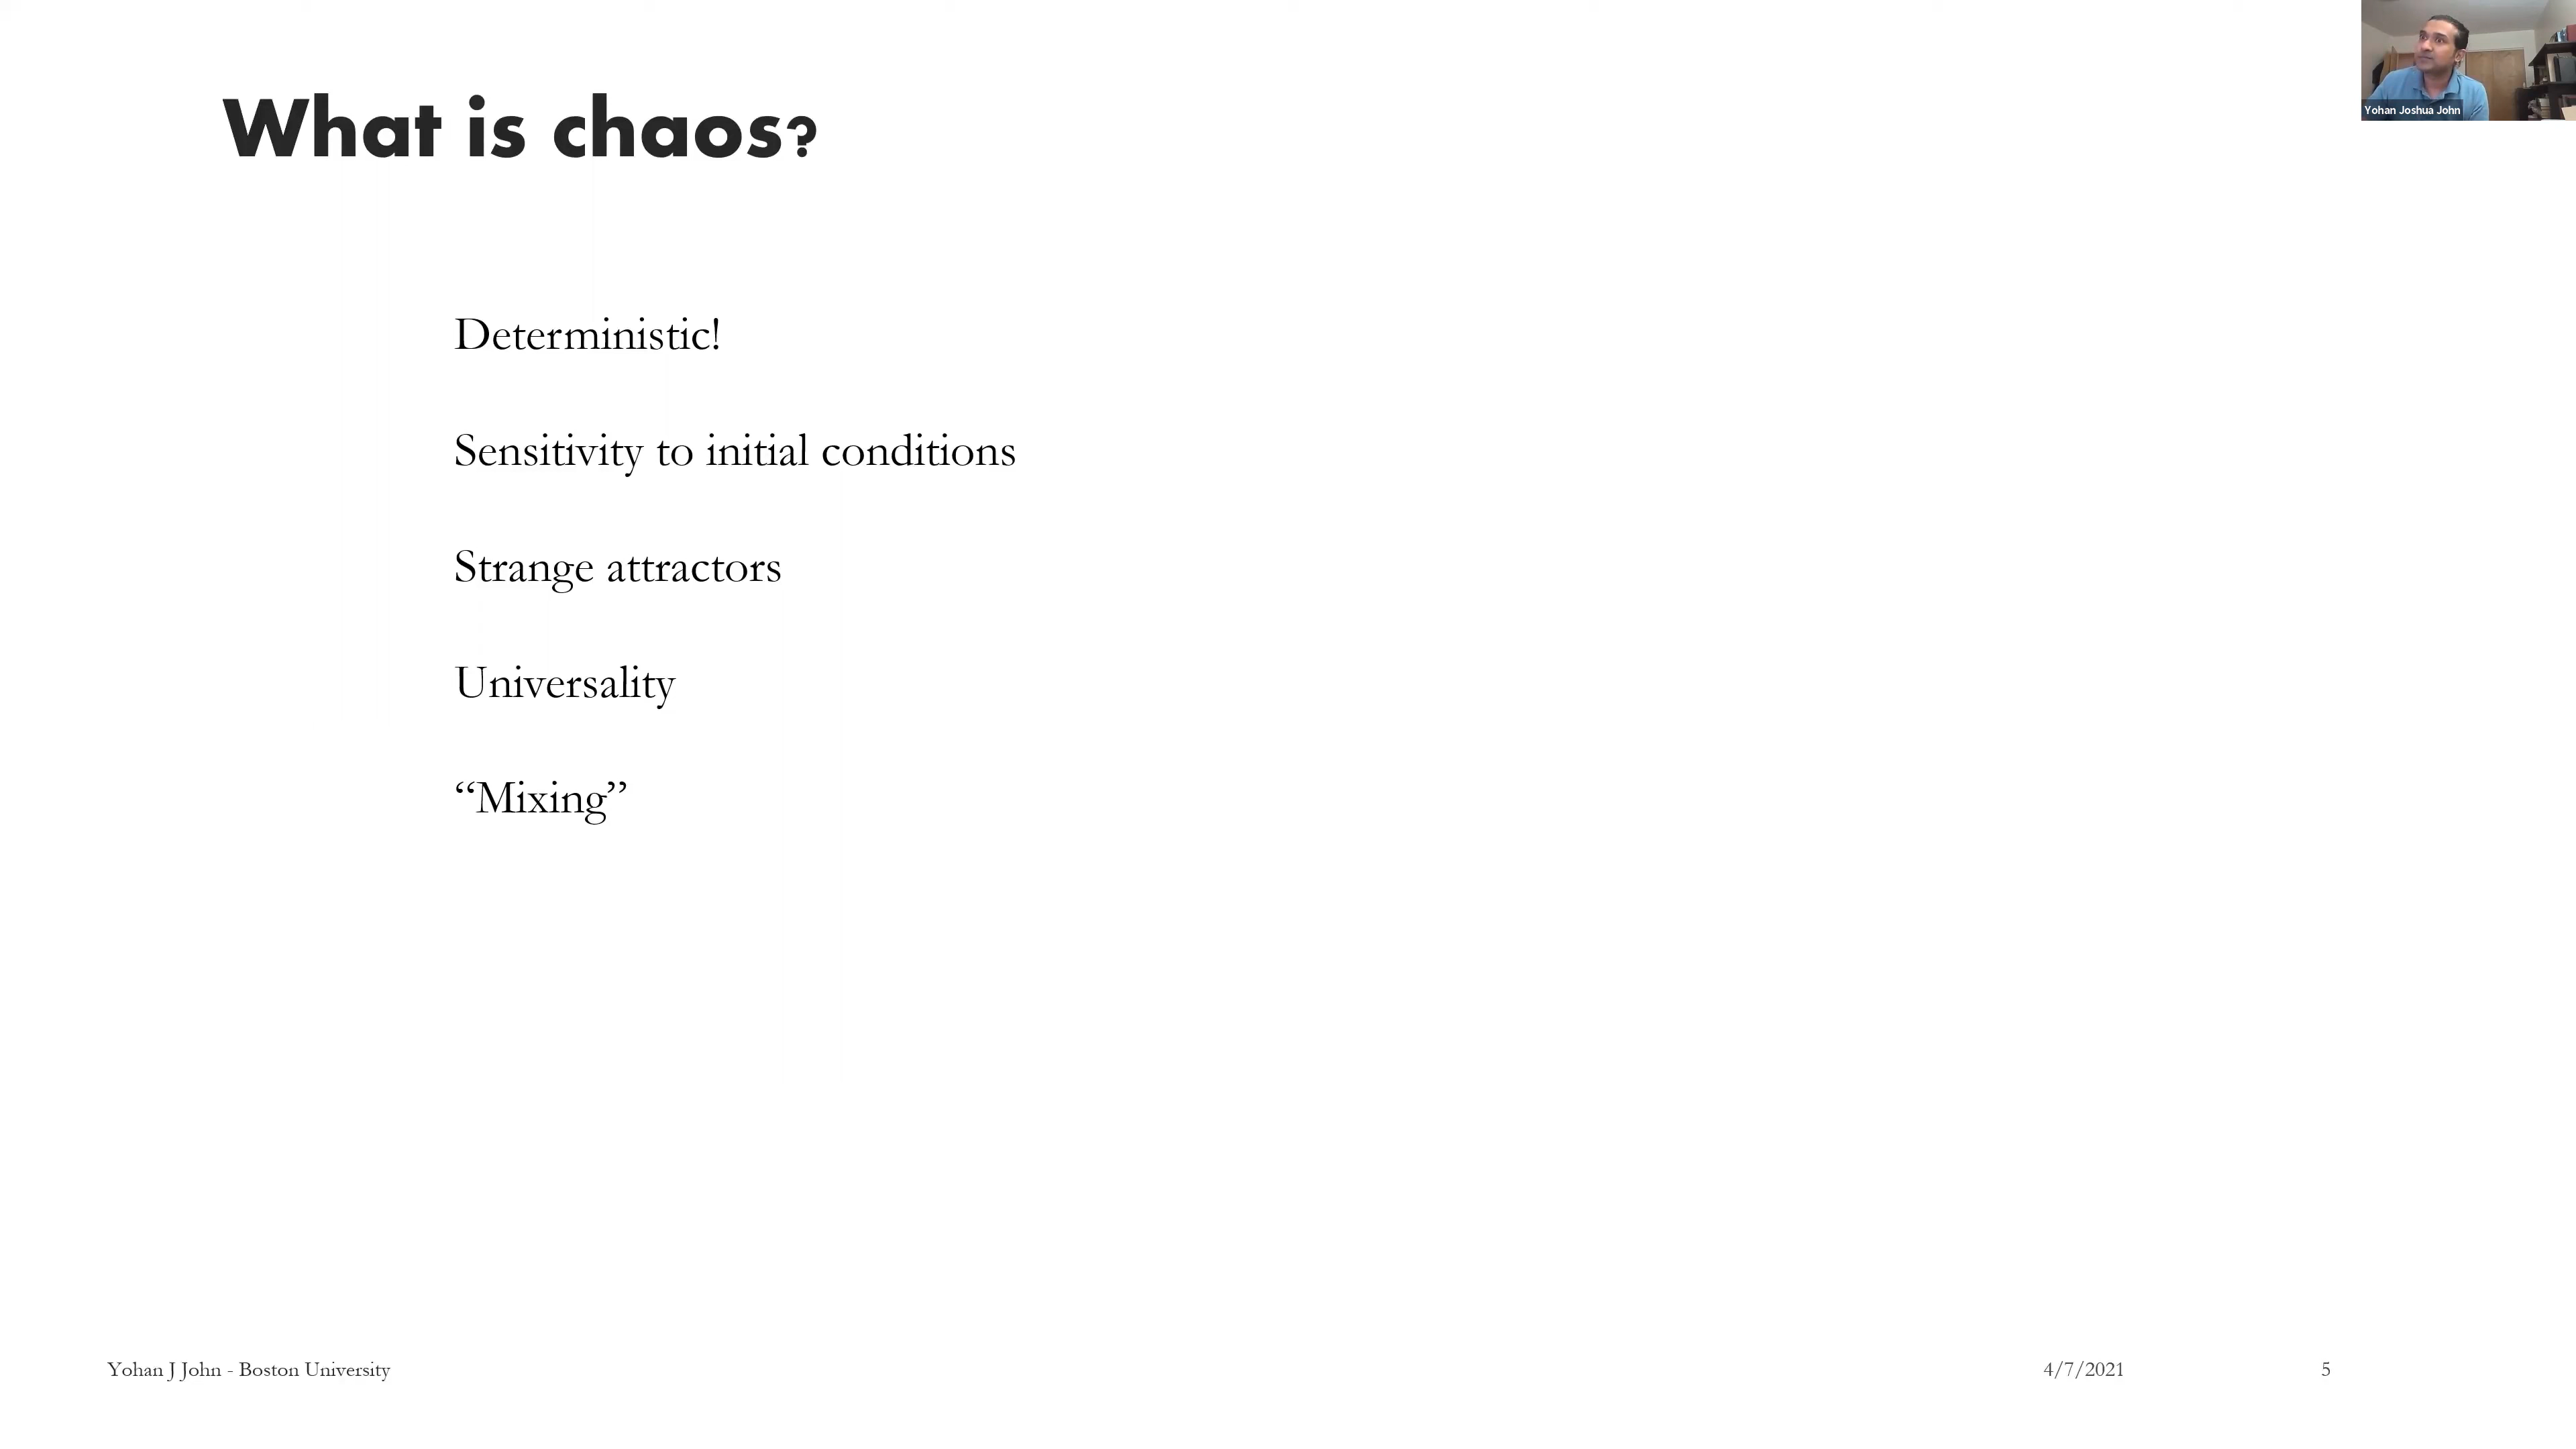 What is chaos?
Yohan Joshua John
Deterministic!
Sensitivity to initial conditions
Strange attractors
Universality
“Mixing”
Yohan J John - Boston University
4/7/2021
5